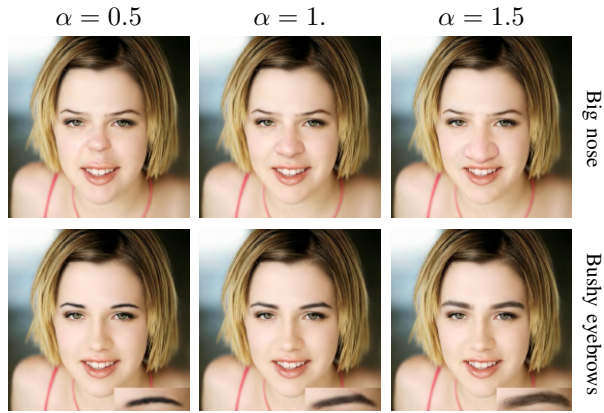 α = 0.5
α = 1.
α = 1.5
Big nose
Bushy eyebrows